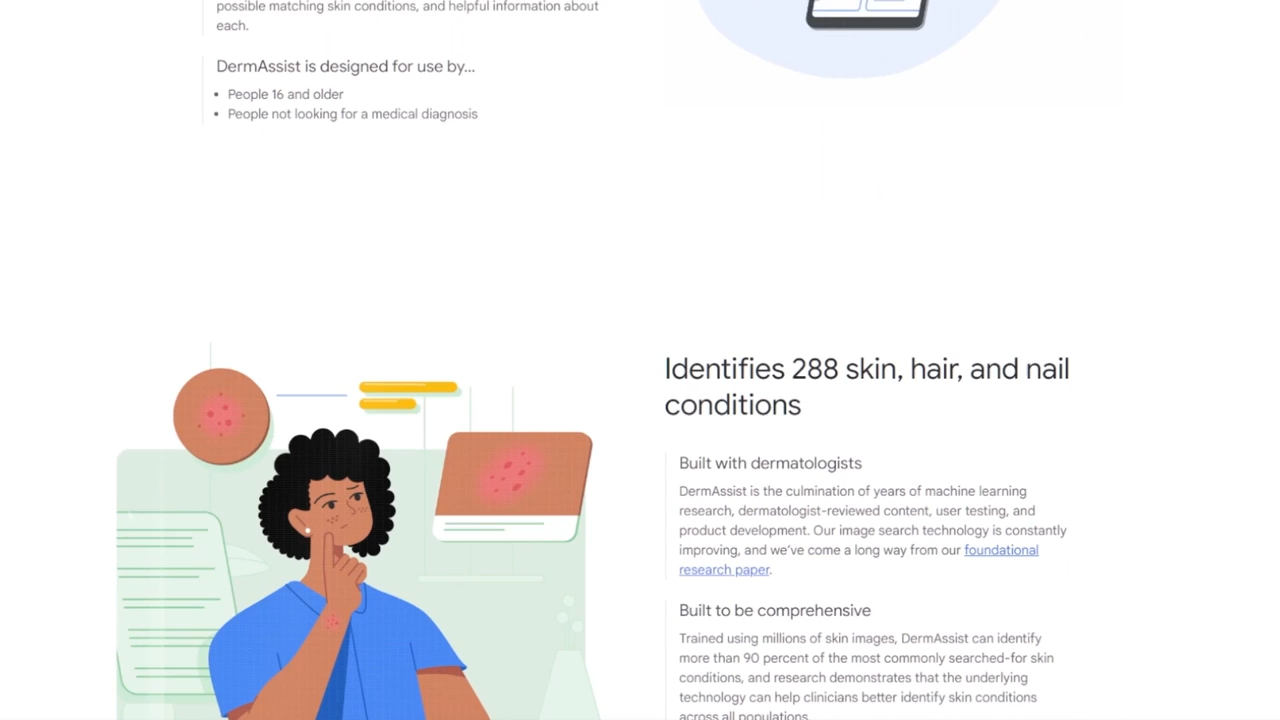 possible matching skin conditions, and helpful information about
each.
DermAssist is designed for use by...
• People 16 and older
• People not looking for a medical diagnosis
Identifies 288 skin, hair, and nail
conditions
Built with dermatologists
DermAssist is the culmination of years of machine learning
research, dermatologist-reviewed content, user testing, and
product development. Our image search technology is constantly
improving, and we've come a long way from our foundational
research paper.
Built to be comprehensive
Trained using millions of skin images, DermAssist can identify
more than 90 percent of the most commonly searched-for skin
conditions, and research demonstrates that the underlying
technology can help clinicians better identify skin conditions
across all populations.